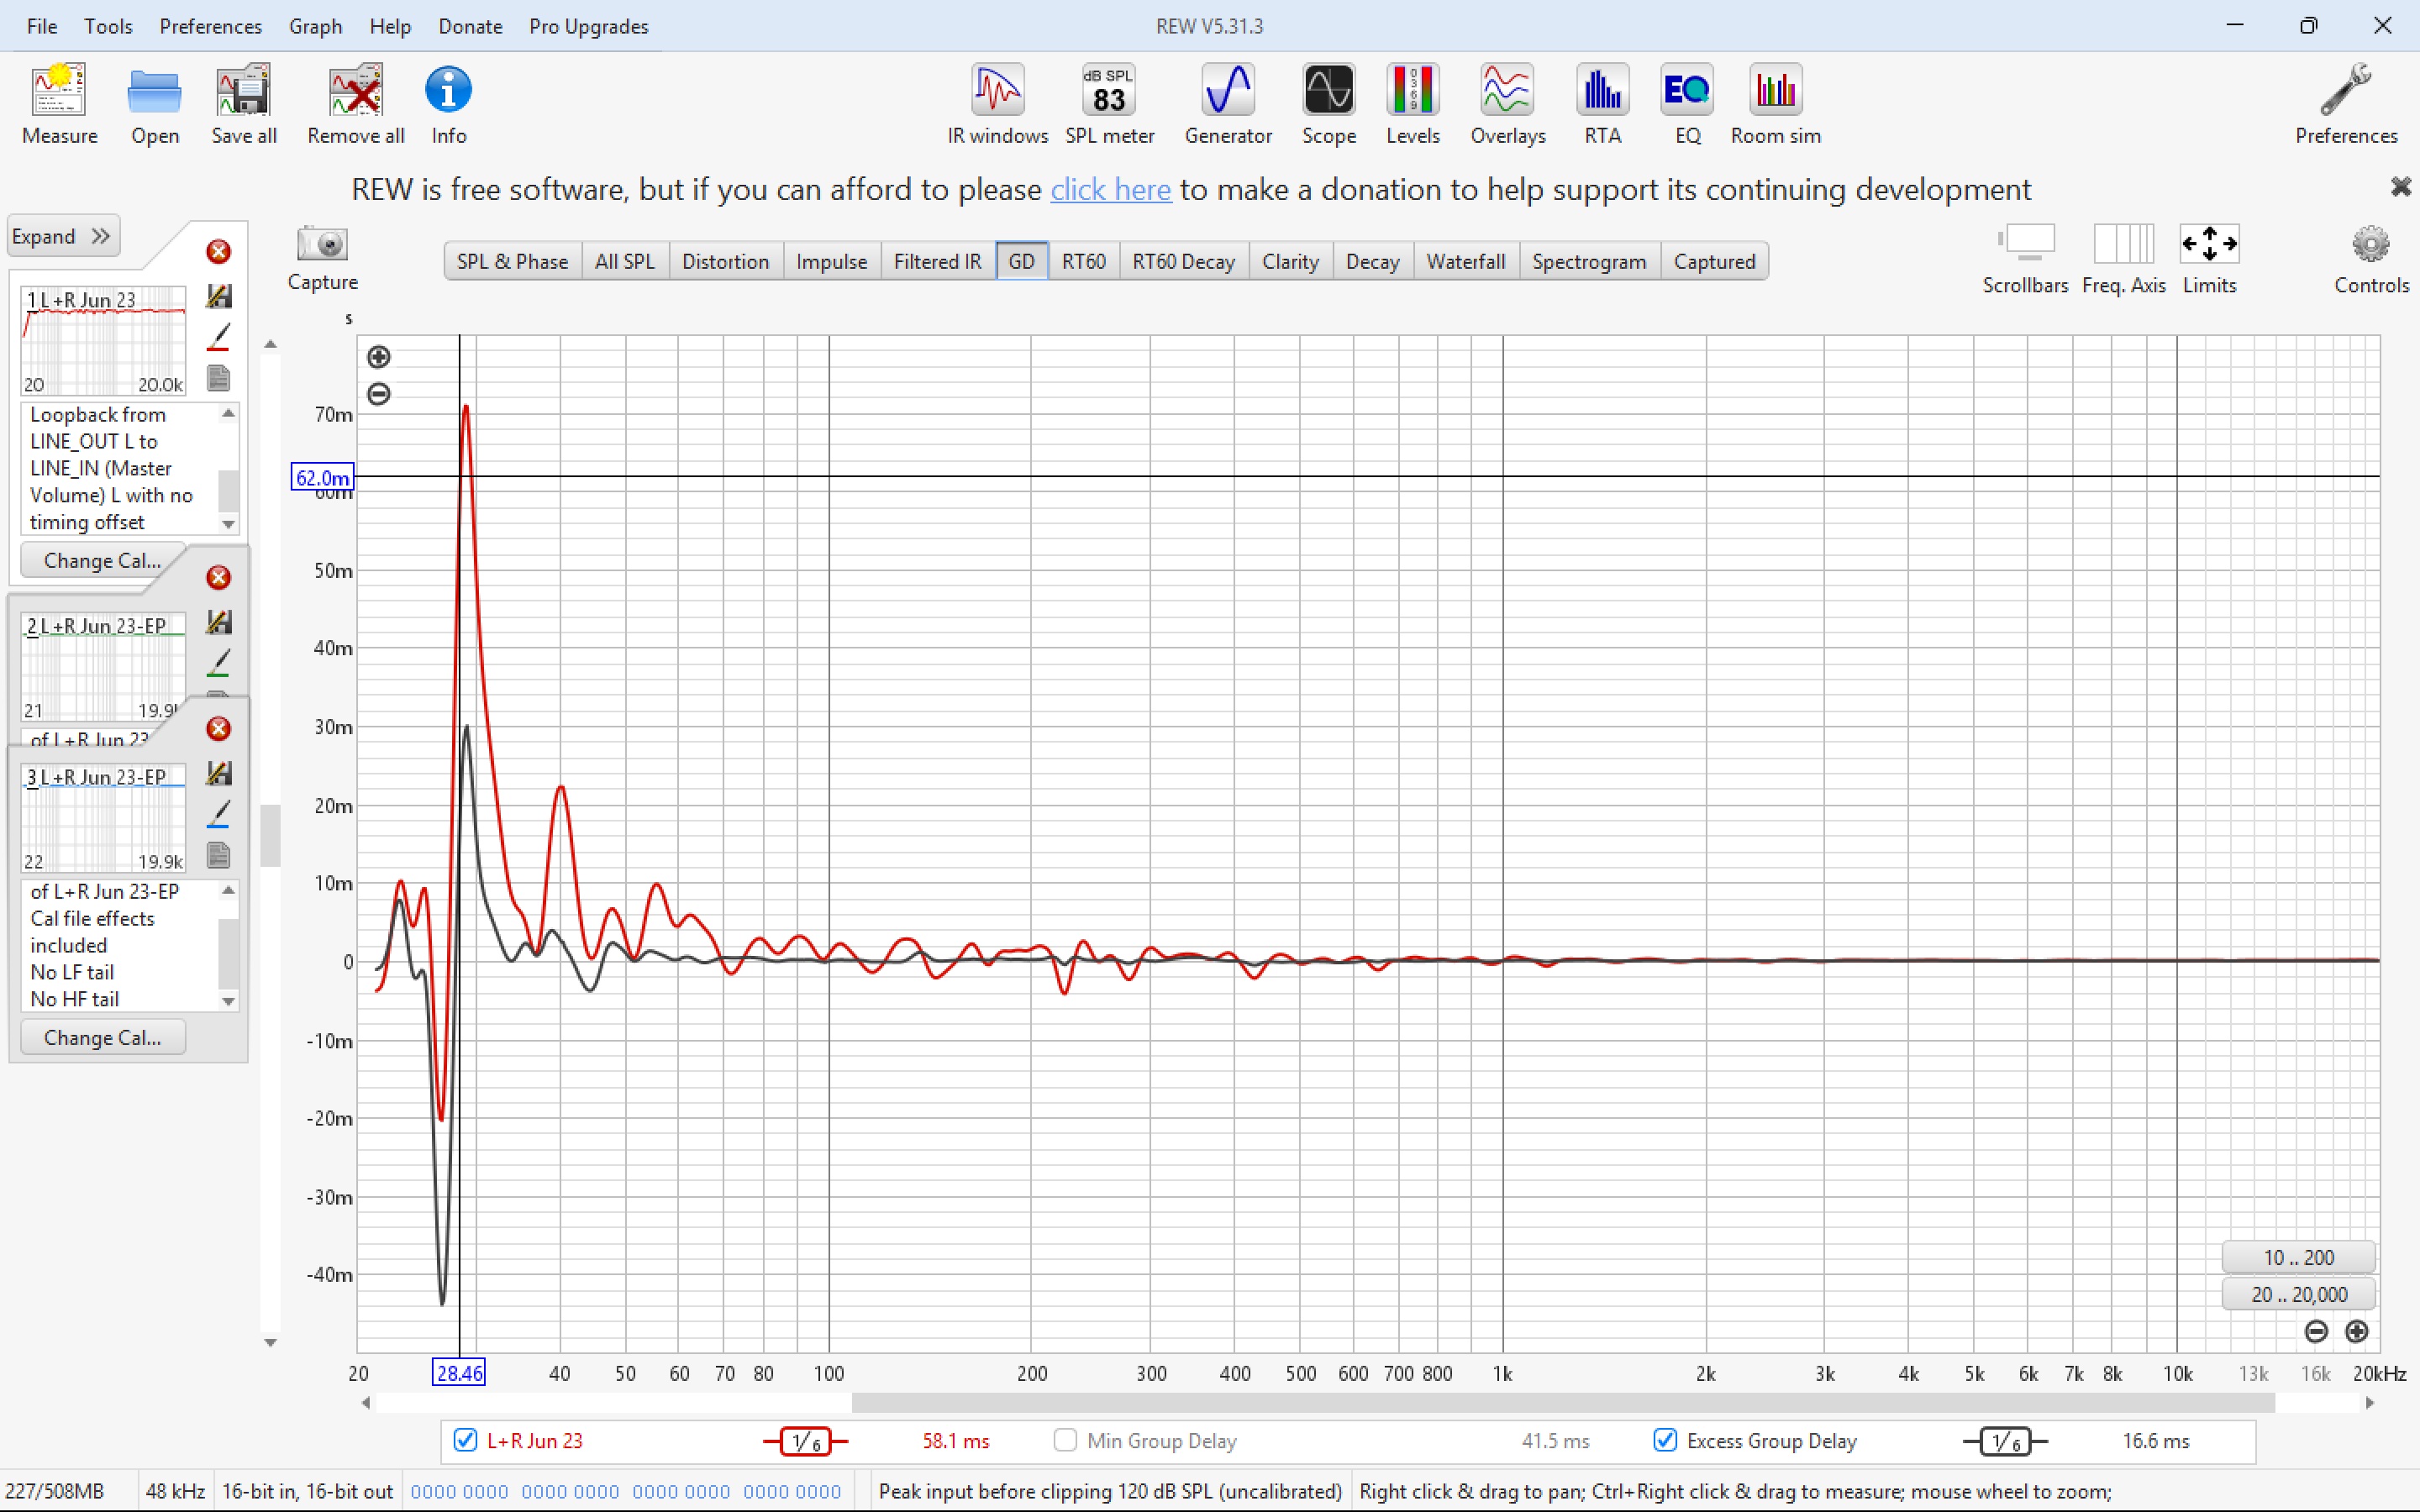 File Tools Preferences Graph Help Donate Pro Upgrades
REW V5.31.3
Measure Open Save all Remove all Info
dB SPL
83
0 3 6 9
EQ
IR windows SPL meter Generator Scope Levels Overlays RTA EQ Room sim
Preferences
REW is free software, but if you can afford to please click here to make a donation to help support its continuing development
Expand
Capture
SPL & Phase All SPL Distortion Impulse Filtered IR GD RT60 RT60 Decay Clarity Decay Waterfall Spectrogram Captured
Scrollbars Freq. Axis Limits Controls
1 L+R Jun 23
20 20.0k
Loopback from
LINE_OUT L to
LINE_IN (Master
Volume) L with no
timing offset
Change Cal...
2 L+R Jun 23-EP
21 19.9
of L+R Jun 23
3 L+R Jun 23-EP
22 19.9k
of L+R Jun 23-EP
Cal file effects
included
No LF tail
No HF tail
Change Cal...
s
70m
62.0m
60m
50m
40m
30m
20m
10m
0
-10m
-20m
-30m
-40m
10 .. 200
20 .. 20,000
20 28.46 40 50 60 70 80 100 200 300 400 500 600 700 800 1k 2k 3k 4k 5k 6k 7k 8k 10k 13k 16k 20kHz
L+R Jun 23 1/6 58.1 ms Min Group Delay 41.5 ms Excess Group Delay 1/6 16.6 ms
227/508MB 48 kHz 16-bit in, 16-bit out 0000 0000 0000 0000 0000 0000 0000 0000 Peak input before clipping 120 dB SPL (uncalibrated) Right click & drag to pan; Ctrl+Right click & drag to measure; mouse wheel to zoom;